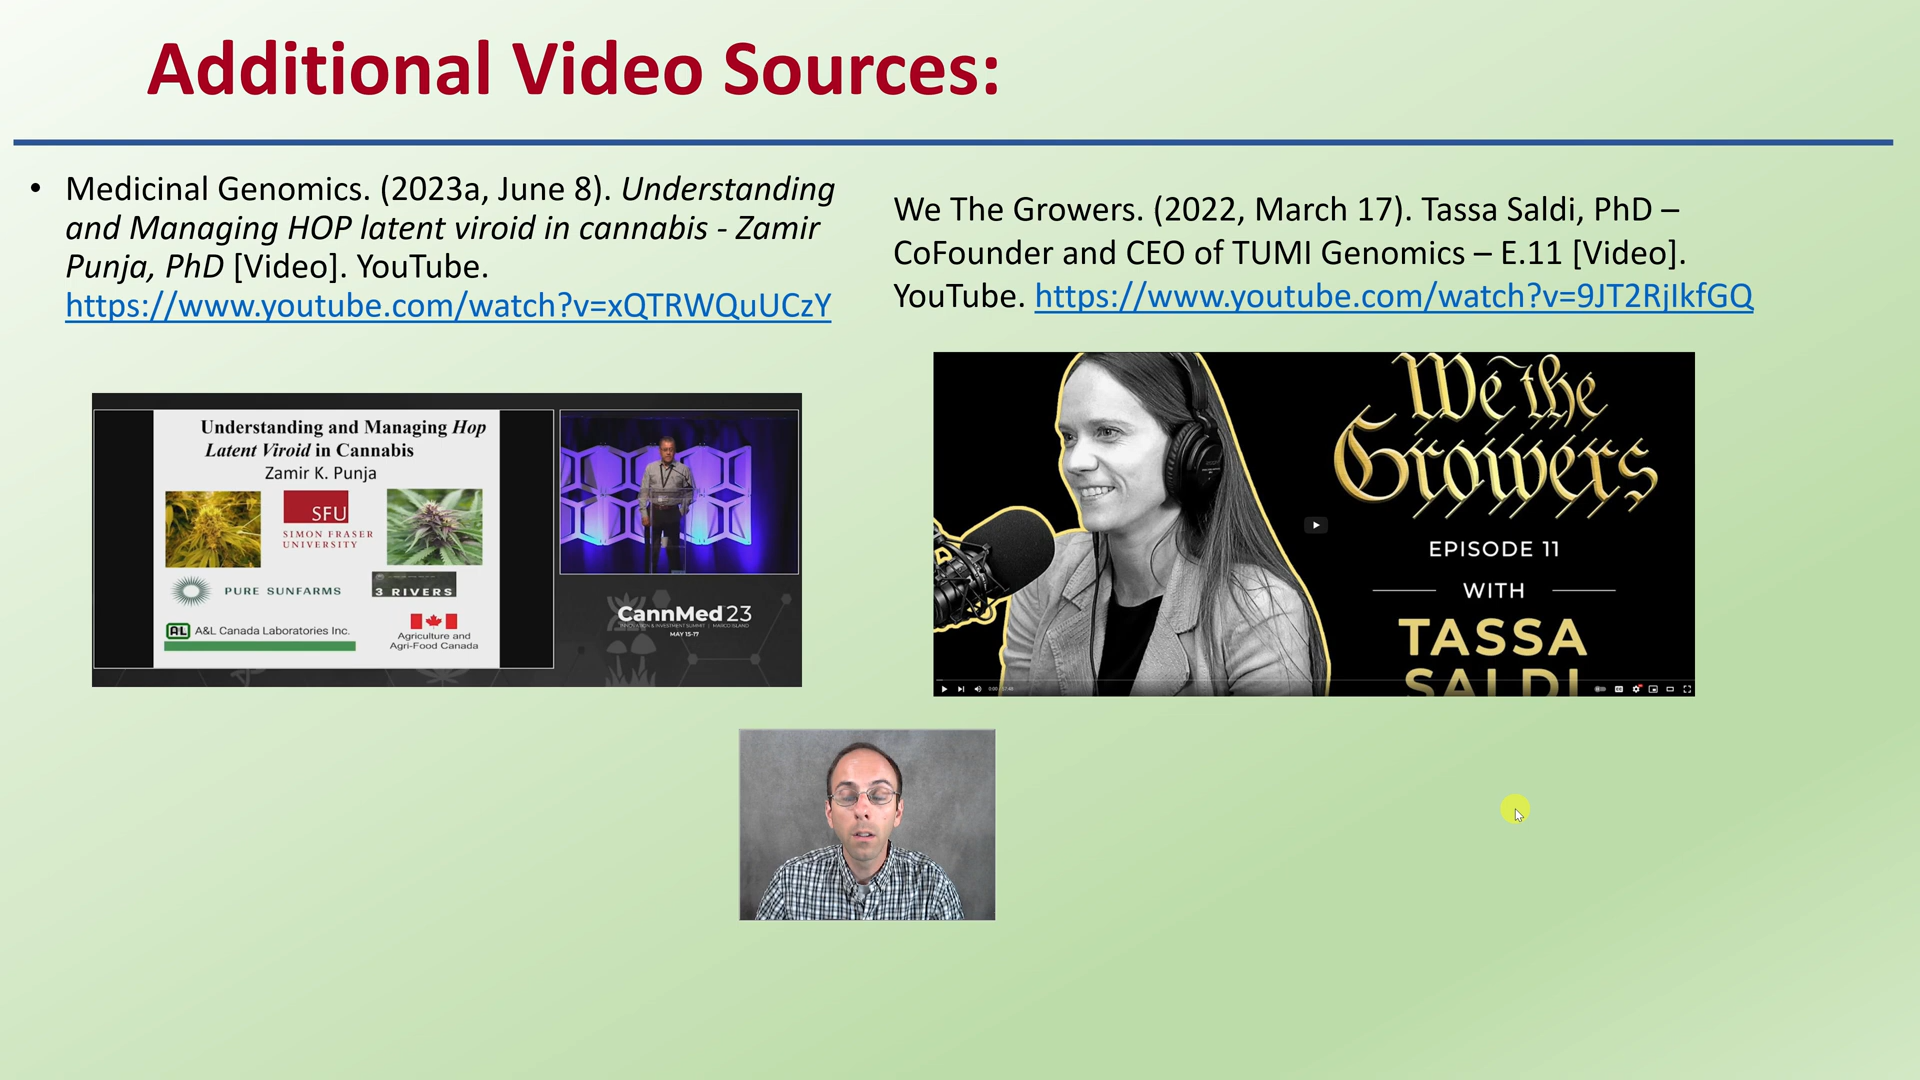 Additional Video Sources:
• Medicinal Genomics. (2023a, June 8). Understanding
and Managing HOP latent viroid in cannabis - Zamir
Punja, PhD [Video]. YouTube.
https://www.youtube.com/watch?v=xQTRWQuUCzY
We The Growers. (2022, March 17). Tassa Saldi, PhD –
CoFounder and CEO of TUMI Genomics – E.11 [Video].
YouTube. https://www.youtube.com/watch?v=9JT2RjIkfGQ
Understanding and Managing Hop
Latent Viroid in Cannabis
Zamir K. Punja
SFU
SIMON FRASER
UNIVERSITY
PURE SUNFARMS
3 RIVERS
AL A&L Canada Laboratories Inc.
Agriculture and
Agri-Food Canada
CannMed 23
MAY 15-17
We the
Growers
EPISODE 11
WITH
TASSA
SALDI